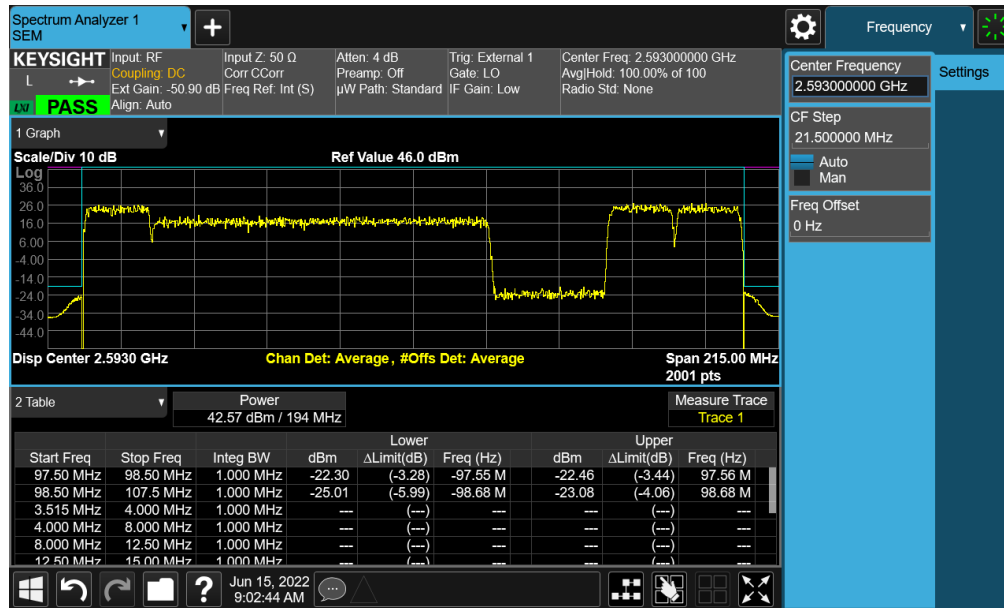 Spectrum Analyzer 1
SEM
+
Frequency
KEYSIGHT
L
LXI PASS
Input: RF
Coupling: DC
Ext Gain: -50.90 dB
Align: Auto
Input Z: 50 Ω
Corr CCorr
Freq Ref: Int (S)
Atten: 4 dB
Preamp: Off
µW Path: Standard
Trig: External 1
Gate: LO
IF Gain: Low
Center Freq: 2.593000000 GHz
Avg|Hold: 100.00% of 100
Radio Std: None
Center Frequency
2.593000000 GHz
Settings
CF Step
21.500000 MHz
Auto
Man
Freq Offset
0 Hz
1 Graph
Scale/Div 10 dB
Ref Value 46.0 dBm
Log
36.0
26.0
16.0
6.00
-4.00
-14.0
-24.0
-34.0
-44.0
Disp Center 2.5930 GHz
Chan Det: Average , #Offs Det: Average
Span 215.00 MHz
2001 pts
2 Table
Power
42.57 dBm / 194 MHz
Measure Trace
Trace 1
Lower Upper
Start Freq Stop Freq Integ BW dBm ΔLimit(dB) Freq (Hz) dBm ΔLimit(dB) Freq (Hz)
97.50 MHz 98.50 MHz 1.000 MHz -22.30 (-3.28) -97.55 M -22.46 (-3.44) 97.56 M
98.50 MHz 107.5 MHz 1.000 MHz -25.01 (-5.99) -98.68 M -23.08 (-4.06) 98.68 M
3.515 MHz 4.000 MHz 1.000 MHz --- (---) --- --- (---) ---
4.000 MHz 8.000 MHz 1.000 MHz --- (---) --- --- (---) ---
8.000 MHz 12.50 MHz 1.000 MHz --- (---) --- --- (---) ---
12.50 MHz 15.00 MHz 1.000 MHz --- (---) --- --- (---) ---
?
Jun 15, 2022
9:02:44 AM